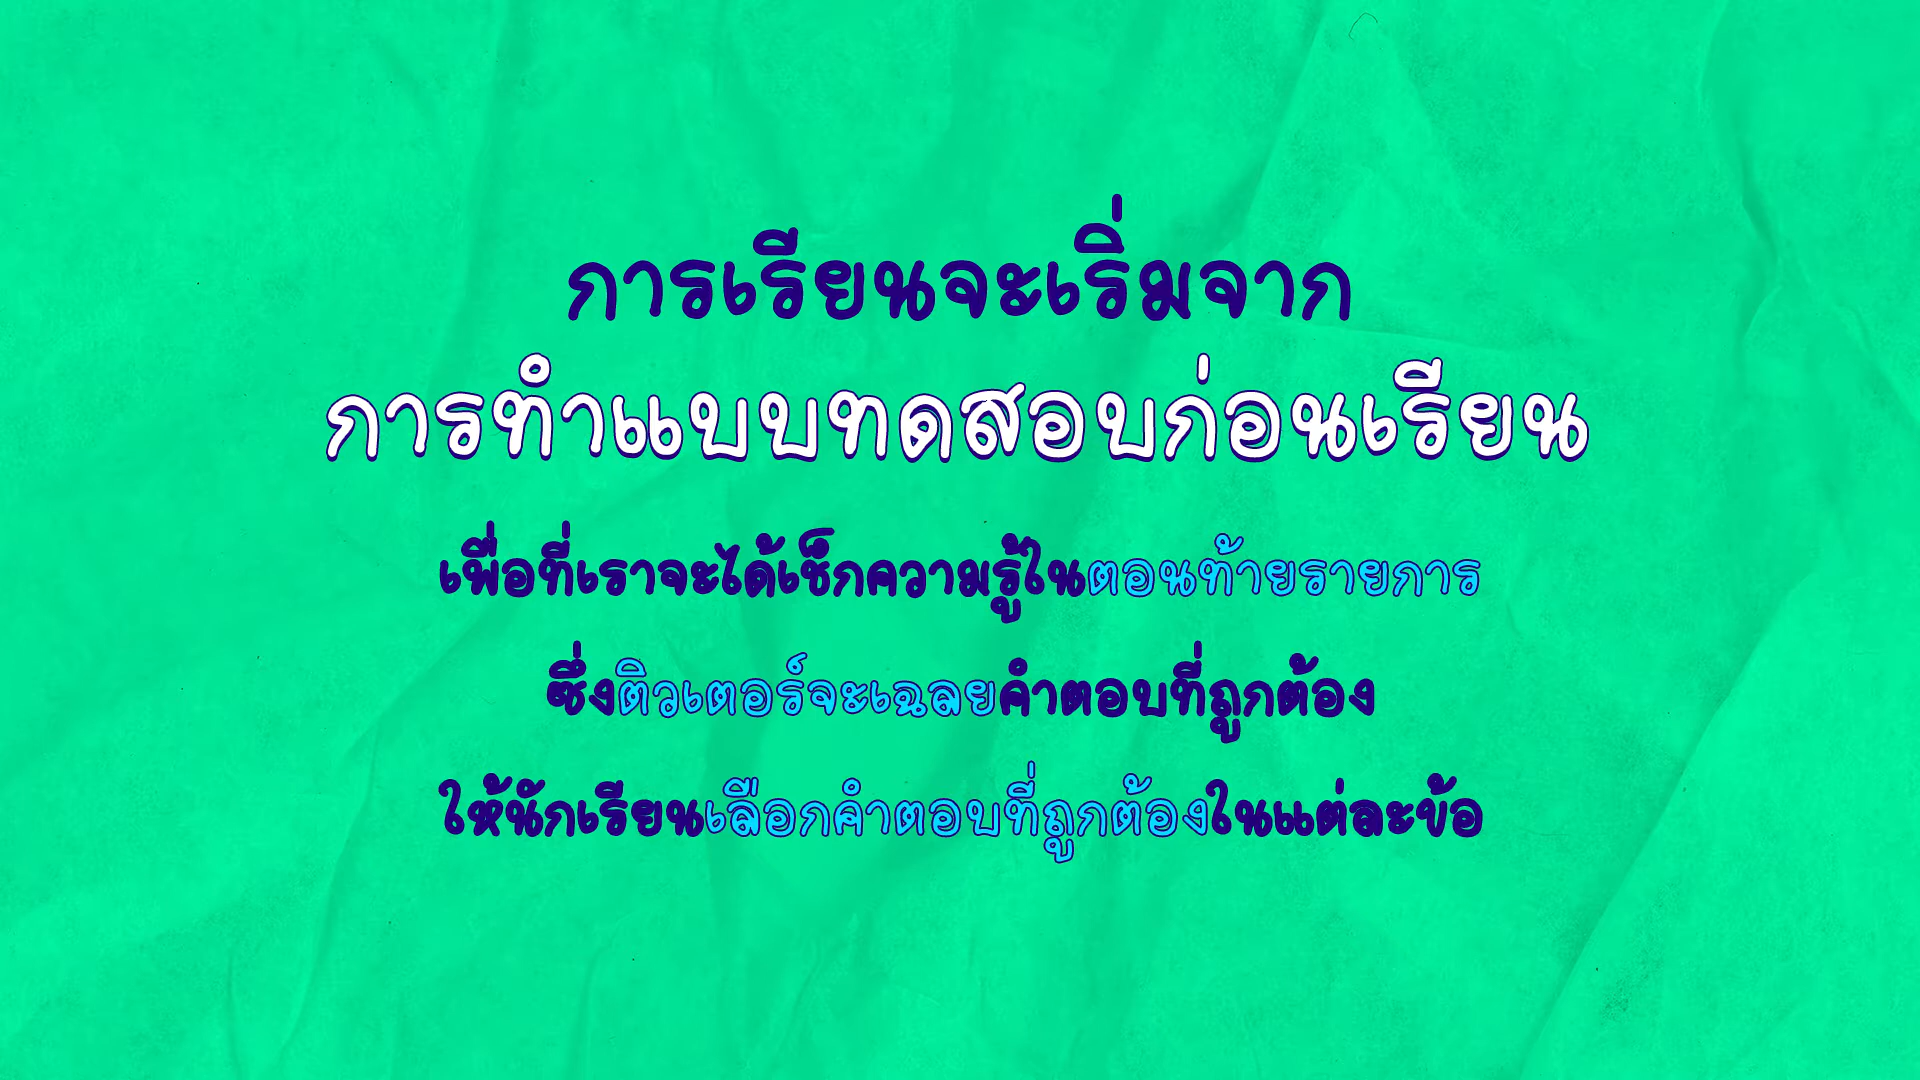 การเรียนจะเริ่มจาก
การทำแบบทดสอบก่อนเรียน
เพื่อที่เราจะได้เช็กความรู้ในตอนท้ายรายการ
ซึ่งติวเตอร์จะเฉลยคำตอบที่ถูกต้อง
ให้นักเรียนเลือกคำตอบที่ถูกต้องในแต่ละข้อ